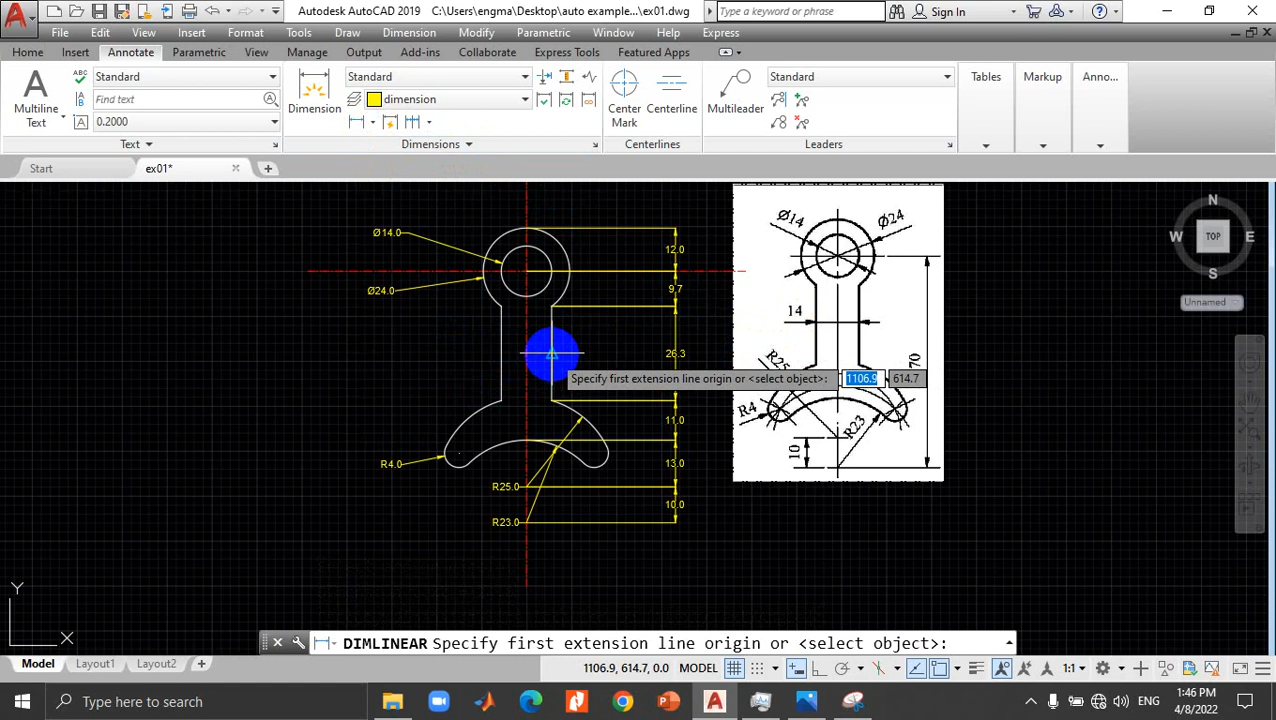 Autodesk AutoCAD 2019 C:\Users\engma\Desktop\auto example...\ex01.dwg Type a keyword or phrase Sign In
File Edit View Insert Format Tools Draw Dimension Modify Parametric Window Help Express
Home Insert Annotate Parametric View Manage Output Add-ins Collaborate Express Tools Featured Apps
Multiline Text
ABC
Standard
Find text
0.2000
Text
Dimension
Standard
dimension
Dimensions
Center Mark
Centerline
Centerlines
Multileader
Standard
Leaders
Tables
Markup
Anno...
Start ex01*
Ø14.0
Ø24.0
12.0
9.7
26.3
11.0
13.0
10.0
R4.0
R25.0
R23.0
Ø14 Ø24
14
70
R25
R4
R23
10
N
W TOP E
S
Unnamed
Specify first extension line origin or <select object>: 1106.9 614.7
Y
X
DIMLINEAR Specify first extension line origin or <select object>:
Model Layout1 Layout2
1106.9, 614.7, 0.0 MODEL 1:1
Type here to search
ENG
1:46 PM
4/8/2022